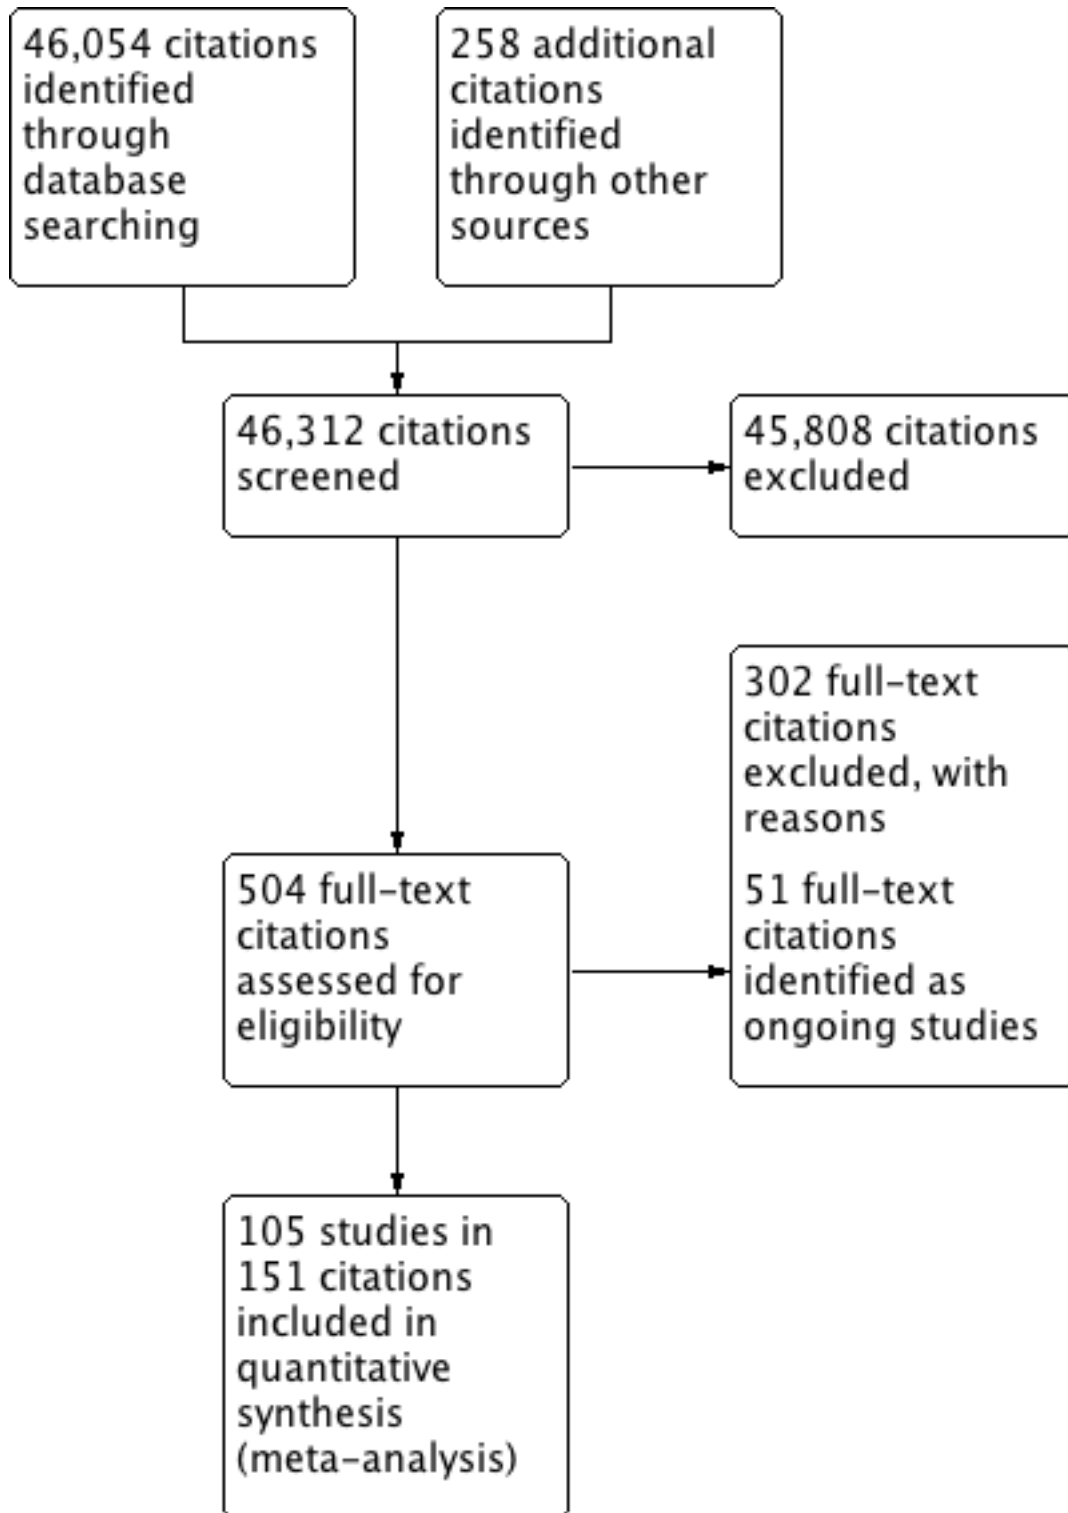 46,054 citations
identified
through
database
searching
258 additional
citations
identified
through other
sources
46,312 citations
screened
45,808 citations
excluded
302 full-text
citations
excluded, with
reasons
51 full-text
citations
identified as
ongoing studies
504 full-text
citations
assessed for
eligibility
105 studies in
151 citations
included in
quantitative
synthesis
(meta-analysis)